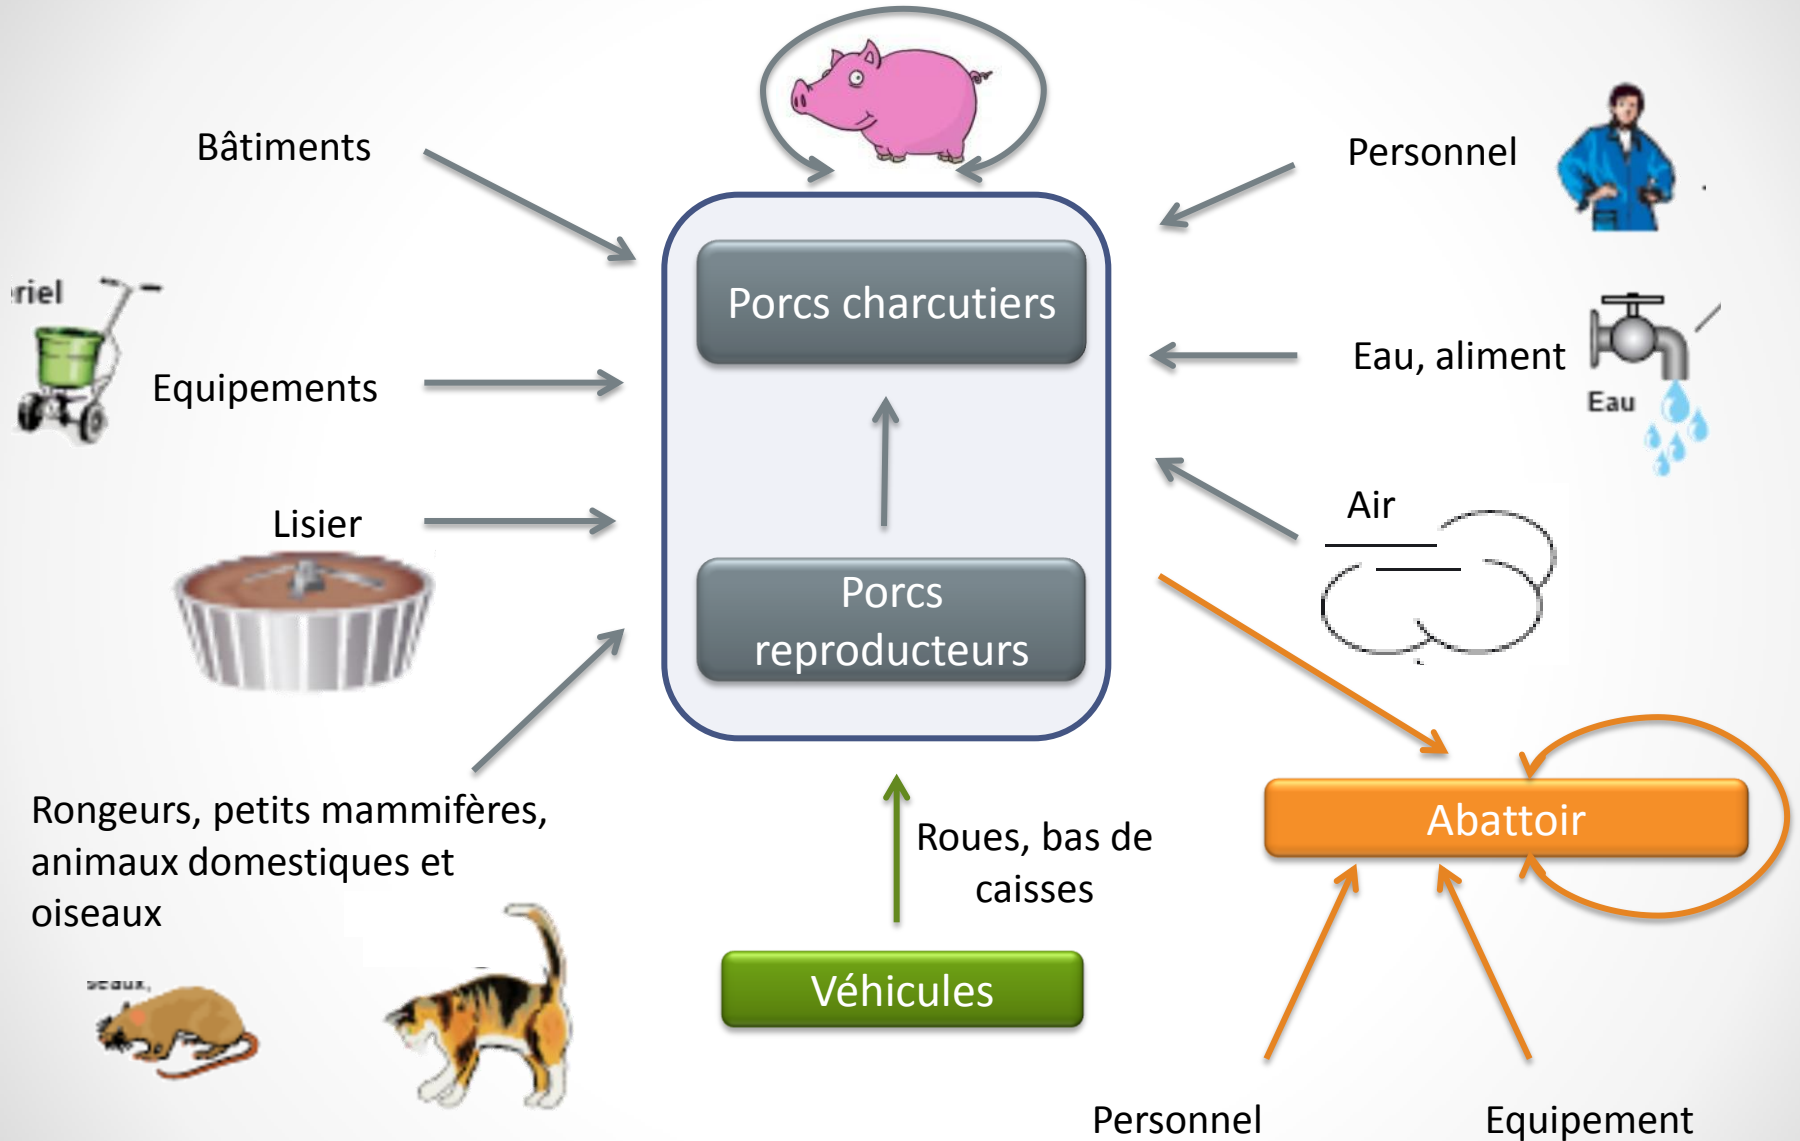 Bâtiments
Personnel
Porcs charcutiers
riel
Equipements
Eau, aliment
Eau
Lisier
Air
Porcs
reproducteurs
Rongeurs, petits mammifères,
animaux domestiques et
oiseaux
Roues, bas de
caisses
Abattoir
Véhicules
Personnel
Equipement